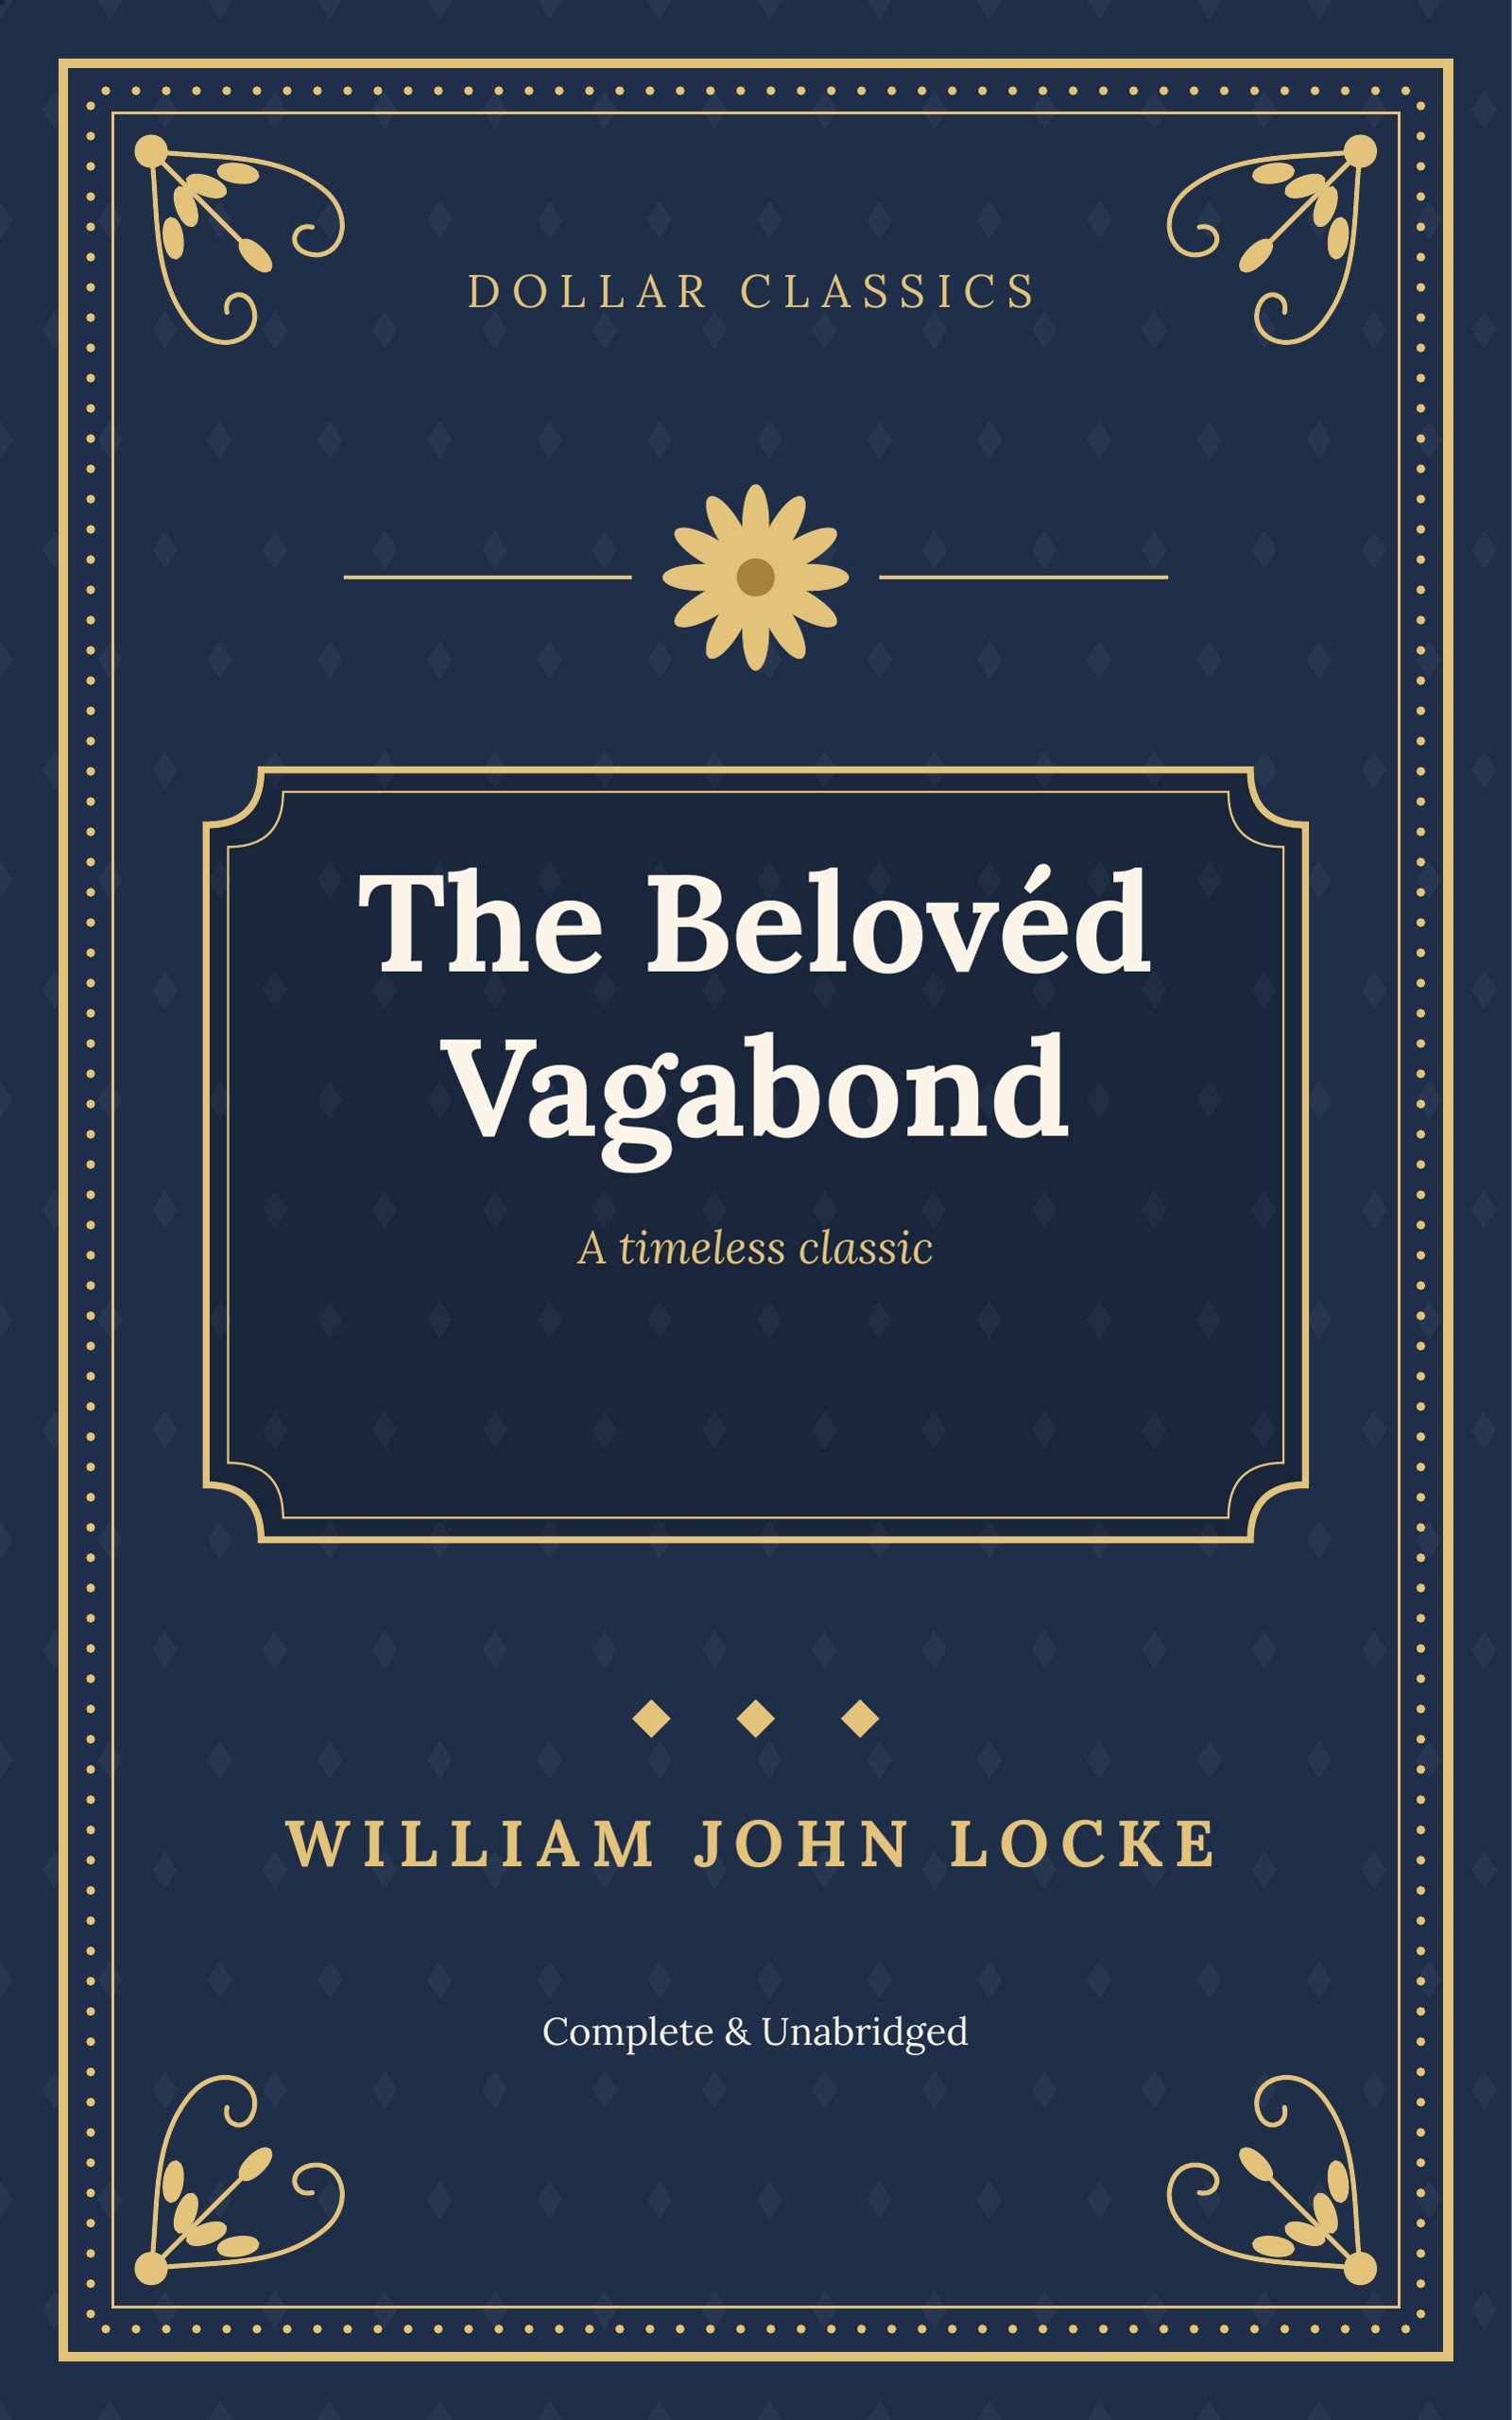 DOLLAR CLASSICS
The Belovéd
Vagabond
A timeless classic
WILLIAM JOHN LOCKE
Complete & Unabridged